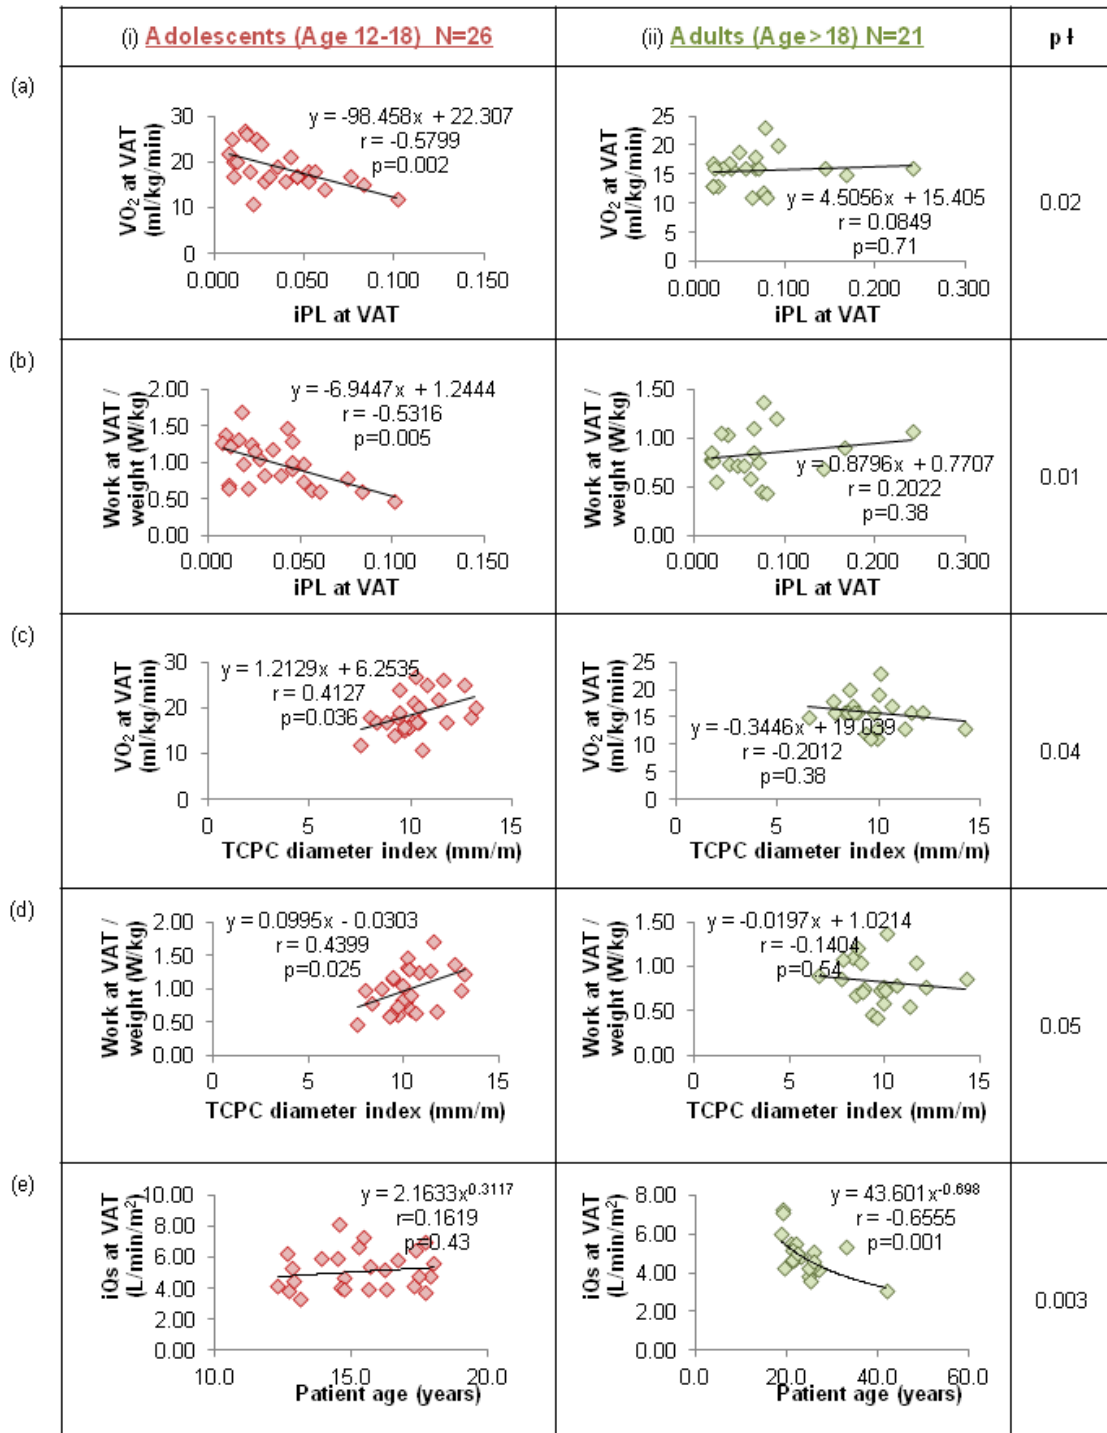 (i) Adolescents (Age 12-18) N=26
(ii) Adults (Age>18) N=21
p ƚ
(a)
VO2 at VAT
(ml/kg/min)
30
20
10
0
y = -98.458x + 22.307
r = -0.5799
p=0.002
0.000 0.050 0.100 0.150
iPL at VAT
VO2 at VAT
(ml/kg/min)
25
20
15
10
5
0
y = 4.5056x + 15.405
r = 0.0849
p=0.71
0.000 0.100 0.200 0.300
iPL at VAT
0.02
(b)
Work at VAT /
weight (W/kg)
2.00
1.50
1.00
0.50
0.00
y = -6.9447x + 1.2444
r = -0.5316
p=0.005
0.000 0.050 0.100 0.150
iPL at VAT
Work at VAT /
weight (W/kg)
1.50
1.00
0.50
0.00
y = 0.8796x + 0.7707
r = 0.2022
p=0.38
0.000 0.100 0.200 0.300
iPL at VAT
0.01
(c)
VO2 at VAT
(ml/kg/min)
30
20
10
0
y = 1.2129x + 6.2535
r = 0.4127
p=0.036
0 5 10 15
TCPC diameter index (mm/m)
VO2 at VAT
(ml/kg/min)
25
20
15
10
5
0
y = -0.3446x + 19.039
r = -0.2012
p=0.38
0 5 10 15
TCPC diameter index (mm/m)
0.04
(d)
Work at VAT /
weight (W/kg)
2.00
1.50
1.00
0.50
0.00
y = 0.0995x - 0.0303
r = 0.4399
p=0.025
0 5 10 15
TCPC diameter index (mm/m)
Work at VAT /
weight (W/kg)
1.50
1.00
0.50
0.00
y = -0.0197x + 1.0214
r = -0.1404
p=0.54
0 5 10 15
TCPC diameter index (mm/m)
0.05
(e)
iQs at VAT
(L/min/m²)
10.00
8.00
6.00
4.00
2.00
0.00
y = 2.1633x^0.3117
r=0.1619
p=0.43
10.0 15.0 20.0
Patient age (years)
iQs at VAT
(L/min/m²)
8.00
6.00
4.00
2.00
0.00
y = 43.601x^-0.698
r = -0.6555
p=0.001
0.0 20.0 40.0 60.0
Patient age (years)
0.003